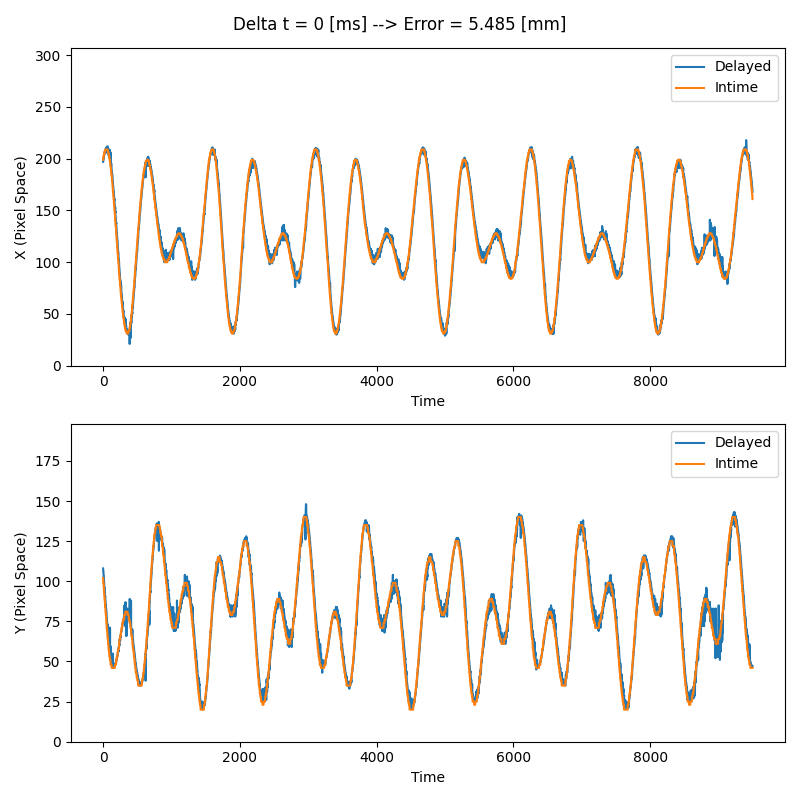 Delta t = 0 [ms] --> Error = 5.485 [mm]
300
250
200
150
100
50
0
X (Pixel Space)
Delayed
Intime
0 2000 4000 6000 8000
Time
175
150
125
100
75
50
25
0
Y (Pixel Space)
Delayed
Intime
0 2000 4000 6000 8000
Time